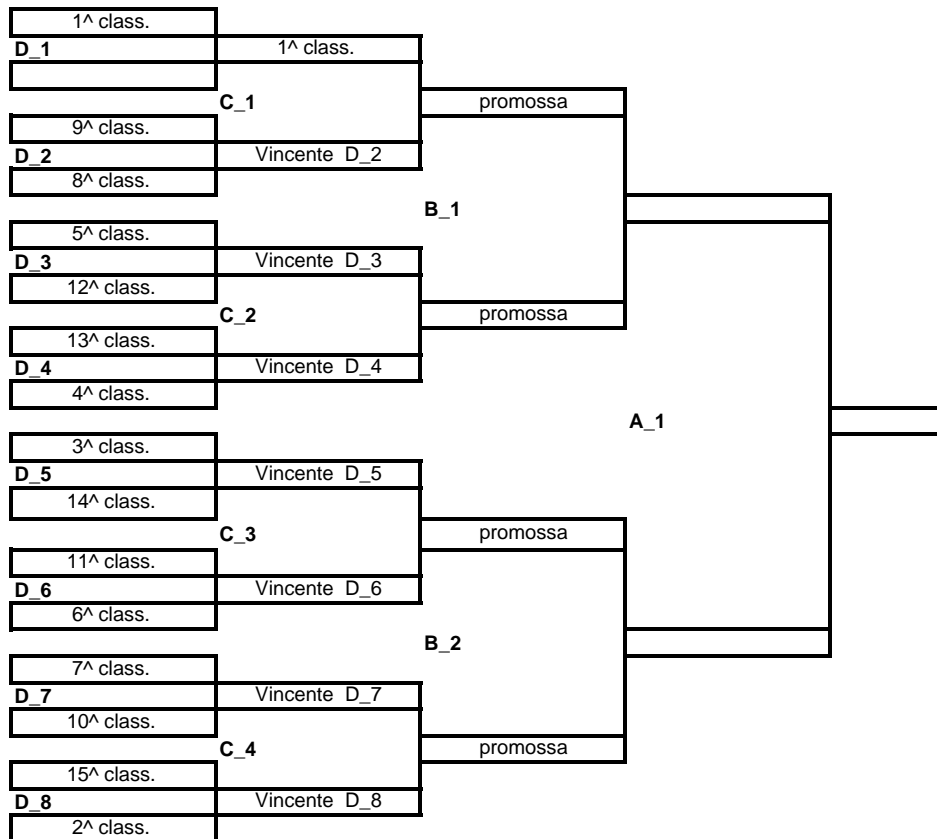 1^ class.
D_1 1^ class.
C_1 promossa
9^ class.
D_2 Vincente D_2
8^ class.
B_1
5^ class.
D_3 Vincente D_3
12^ class.
C_2 promossa
13^ class.
D_4 Vincente D_4
4^ class.
A_1
3^ class.
D_5 Vincente D_5
14^ class.
C_3 promossa
11^ class.
D_6 Vincente D_6
6^ class.
B_2
7^ class.
D_7 Vincente D_7
10^ class.
C_4 promossa
15^ class.
D_8 Vincente D_8
2^ class.